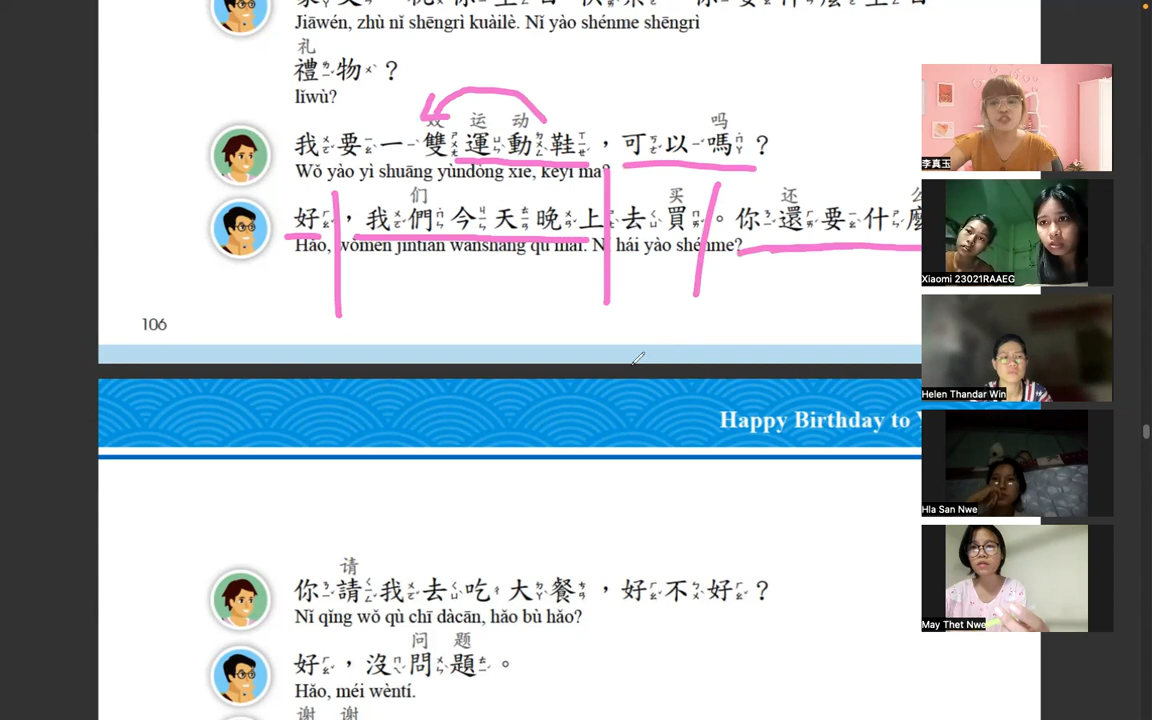 Jiāwén, zhù nǐ shēngrì kuàilè. Nǐ yào shénme shēngrì
礼
禮物？
lǐwù?
运 动 吗
我要一雙運動鞋，可以嗎？
Wǒ yào yì shuāng yùndòng xié, kěyǐ ma?
们 买 还
好，我們今天晚上去買。你還要什麼
Hǎo, wǒmen jīntiān wǎnshàng qù mǎi. Nǐ hái yào shénme?
106
Happy Birthday to
请
你請我去吃大餐，好不好？
Nǐ qǐng wǒ qù chī dàcān, hǎo bù hǎo?
问 题
好，沒問題。
Hǎo, méi wèntí.
谢 谢
李真玉
Xiaomi 23021RAAEG
Helen Thandar Win
Hla San Nwe
May Thet Nwe